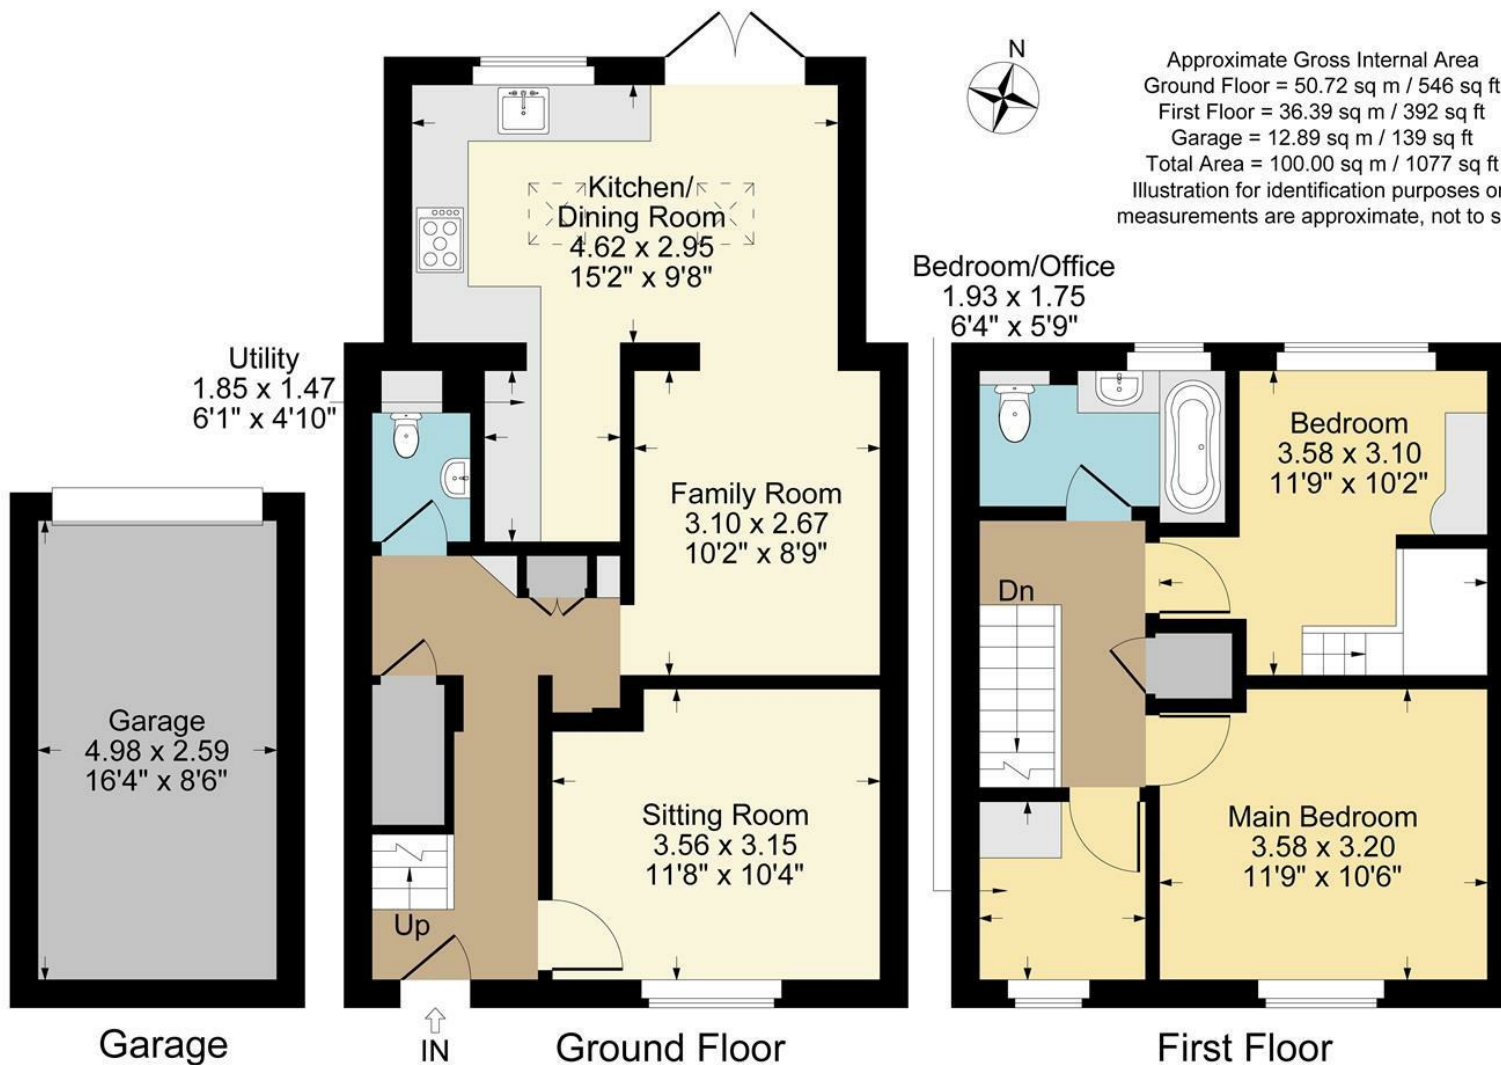 N
Approximate Gross Internal Area
Ground Floor = 50.72 sq m / 546 sq ft
First Floor = 36.39 sq m / 392 sq ft
Garage = 12.89 sq m / 139 sq ft
Total Area = 100.00 sq m / 1077 sq ft
Illustration for identification purposes
measurements are approximate, not to
Kitchen/
Dining Room
4.62 x 2.95
15'2" x 9'8"
Utility
1.85 x 1.47
6'1" x 4'10"
Family Room
3.10 x 2.67
10'2" x 8'9"
Garage
4.98 x 2.59
16'4" x 8'6"
Sitting Room
3.56 x 3.15
11'8" x 10'4"
Up
IN
Bedroom/Office
1.93 x 1.75
6'4" x 5'9"
Bedroom
3.58 x 3.10
11'9" x 10'2"
Dn
Main Bedroom
3.58 x 3.20
11'9" x 10'6"
Garage
Ground Floor
First Floor